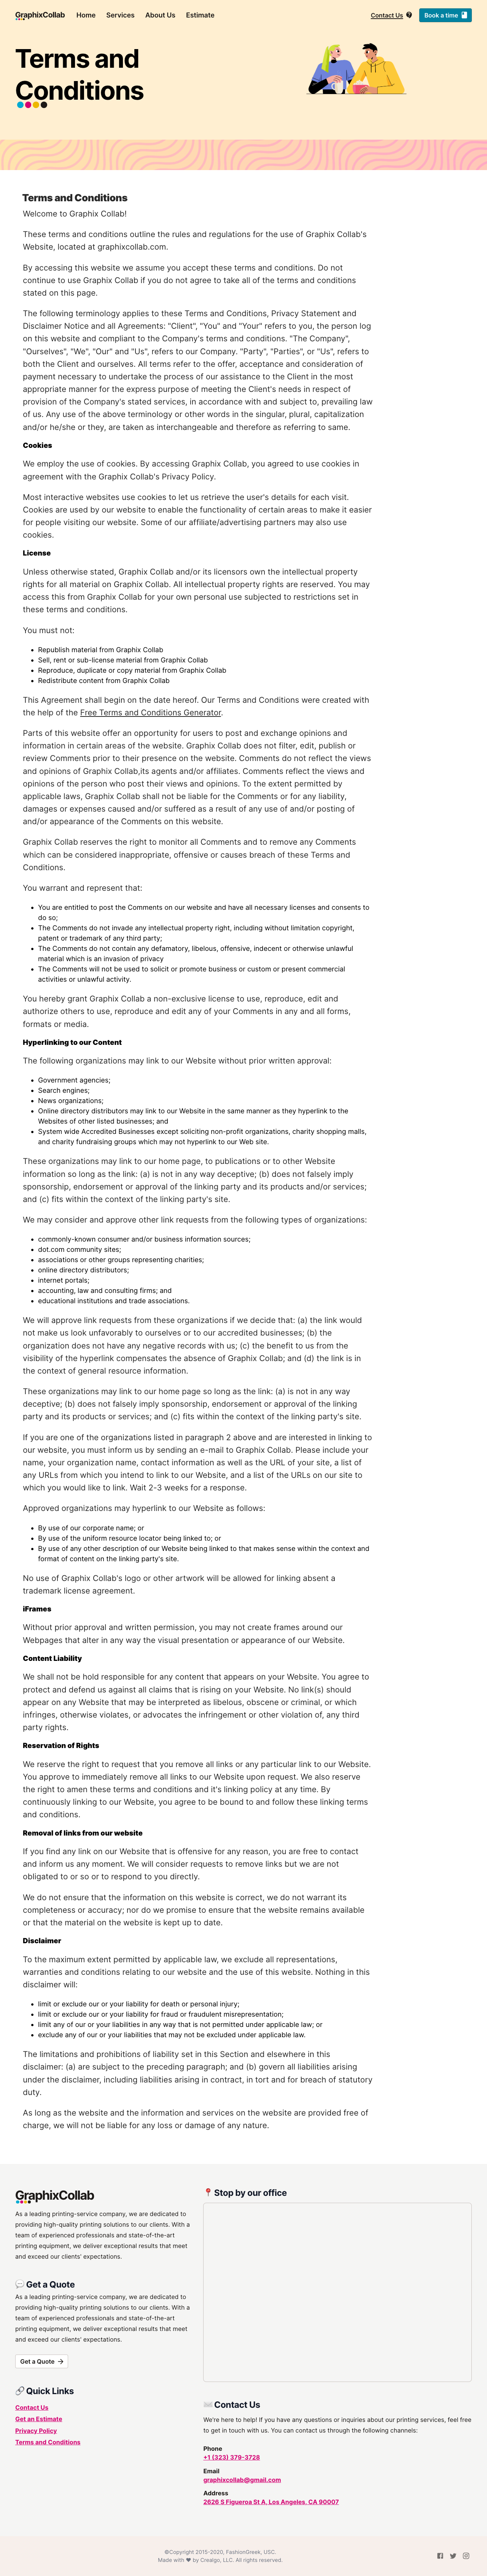 GraphixCollab Home Services About Us Estimate Contact Us Book a time
Terms and
Conditions
Terms and Conditions
Welcome to Graphix Collab!
These terms and conditions outline the rules and regulations for the use of Graphix Collab's
Website, located at graphixcollab.com.
By accessing this website we assume you accept these terms and conditions. Do not
continue to use Graphix Collab if you do not agree to take all of the terms and conditions
stated on this page.
The following terminology applies to these Terms and Conditions, Privacy Statement and
Disclaimer Notice and all Agreements: "Client", "You" and "Your" refers to you, the person log
on this website and compliant to the Company's terms and conditions. "The Company",
"Ourselves", "We", "Our" and "Us", refers to our Company. "Party", "Parties", or "Us", refers to
both the Client and ourselves. All terms refer to the offer, acceptance and consideration of
payment necessary to undertake the process of our assistance to the Client in the most
appropriate manner for the express purpose of meeting the Client's needs in respect of
provision of the Company's stated services, in accordance with and subject to, prevailing law
of us. Any use of the above terminology or other words in the singular, plural, capitalization
and/or he/she or they, are taken as interchangeable and therefore as referring to same.
Cookies
We employ the use of cookies. By accessing Graphix Collab, you agreed to use cookies in
agreement with the Graphix Collab's Privacy Policy.
Most interactive websites use cookies to let us retrieve the user's details for each visit.
Cookies are used by our website to enable the functionality of certain areas to make it easier
for people visiting our website. Some of our affiliate/advertising partners may also use
cookies.
License
Unless otherwise stated, Graphix Collab and/or its licensors own the intellectual property
rights for all material on Graphix Collab. All intellectual property rights are reserved. You may
access this from Graphix Collab for your own personal use subjected to restrictions set in
these terms and conditions.
You must not:
• Republish material from Graphix Collab
• Sell, rent or sub-license material from Graphix Collab
• Reproduce, duplicate or copy material from Graphix Collab
• Redistribute content from Graphix Collab
This Agreement shall begin on the date hereof. Our Terms and Conditions were created with
the help of the Free Terms and Conditions Generator.
Parts of this website offer an opportunity for users to post and exchange opinions and
information in certain areas of the website. Graphix Collab does not filter, edit, publish or
review Comments prior to their presence on the website. Comments do not reflect the views
and opinions of Graphix Collab,its agents and/or affiliates. Comments reflect the views and
opinions of the person who post their views and opinions. To the extent permitted by
applicable laws, Graphix Collab shall not be liable for the Comments or for any liability,
damages or expenses caused and/or suffered as a result of any use of and/or posting of
and/or appearance of the Comments on this website.
Graphix Collab reserves the right to monitor all Comments and to remove any Comments
which can be considered inappropriate, offensive or causes breach of these Terms and
Conditions.
You warrant and represent that:
• You are entitled to post the Comments on our website and have all necessary licenses and consents to
do so;
• The Comments do not invade any intellectual property right, including without limitation copyright,
patent or trademark of any third party;
• The Comments do not contain any defamatory, libelous, offensive, indecent or otherwise unlawful
material which is an invasion of privacy
• The Comments will not be used to solicit or promote business or custom or present commercial
activities or unlawful activity.
You hereby grant Graphix Collab a non-exclusive license to use, reproduce, edit and
authorize others to use, reproduce and edit any of your Comments in any and all forms,
formats or media.
Hyperlinking to our Content
The following organizations may link to our Website without prior written approval:
• Government agencies;
• Search engines;
• News organizations;
• Online directory distributors may link to our Website in the same manner as they hyperlink to the
Websites of other listed businesses; and
• System wide Accredited Businesses except soliciting non-profit organizations, charity shopping malls,
and charity fundraising groups which may not hyperlink to our Web site.
These organizations may link to our home page, to publications or to other Website
information so long as the link: (a) is not in any way deceptive; (b) does not falsely imply
sponsorship, endorsement or approval of the linking party and its products and/or services;
and (c) fits within the context of the linking party's site.
We may consider and approve other link requests from the following types of organizations:
• commonly-known consumer and/or business information sources;
• dot.com community sites;
• associations or other groups representing charities;
• online directory distributors;
• internet portals;
• accounting, law and consulting firms; and
• educational institutions and trade associations.
We will approve link requests from these organizations if we decide that: (a) the link would
not make us look unfavorably to ourselves or to our accredited businesses; (b) the
organization does not have any negative records with us; (c) the benefit to us from the
visibility of the hyperlink compensates the absence of Graphix Collab; and (d) the link is in
the context of general resource information.
These organizations may link to our home page so long as the link: (a) is not in any way
deceptive; (b) does not falsely imply sponsorship, endorsement or approval of the linking
party and its products or services; and (c) fits within the context of the linking party's site.
If you are one of the organizations listed in paragraph 2 above and are interested in linking to
our website, you must inform us by sending an e-mail to Graphix Collab. Please include your
name, your organization name, contact information as well as the URL of your site, a list of
any URLs from which you intend to link to our Website, and a list of the URLs on our site to
which you would like to link. Wait 2-3 weeks for a response.
Approved organizations may hyperlink to our Website as follows:
• By use of our corporate name; or
• By use of the uniform resource locator being linked to; or
• By use of any other description of our Website being linked to that makes sense within the context and
format of content on the linking party's site.
No use of Graphix Collab's logo or other artwork will be allowed for linking absent a
trademark license agreement.
iFrames
Without prior approval and written permission, you may not create frames around our
Webpages that alter in any way the visual presentation or appearance of our Website.
Content Liability
We shall not be hold responsible for any content that appears on your Website. You agree to
protect and defend us against all claims that is rising on your Website. No link(s) should
appear on any Website that may be interpreted as libelous, obscene or criminal, or which
infringes, otherwise violates, or advocates the infringement or other violation of, any third
party rights.
Reservation of Rights
We reserve the right to request that you remove all links or any particular link to our Website.
You approve to immediately remove all links to our Website upon request. We also reserve
the right to amen these terms and conditions and it's linking policy at any time. By
continuously linking to our Website, you agree to be bound to and follow these linking terms
and conditions.
Removal of links from our website
If you find any link on our Website that is offensive for any reason, you are free to contact
and inform us any moment. We will consider requests to remove links but we are not
obligated to or so or to respond to you directly.
We do not ensure that the information on this website is correct, we do not warrant its
completeness or accuracy; nor do we promise to ensure that the website remains available
or that the material on the website is kept up to date.
Disclaimer
To the maximum extent permitted by applicable law, we exclude all representations,
warranties and conditions relating to our website and the use of this website. Nothing in this
disclaimer will:
• limit or exclude our or your liability for death or personal injury;
• limit or exclude our or your liability for fraud or fraudulent misrepresentation;
• limit any of our or your liabilities in any way that is not permitted under applicable law; or
• exclude any of our or your liabilities that may not be excluded under applicable law.
The limitations and prohibitions of liability set in this Section and elsewhere in this
disclaimer: (a) are subject to the preceding paragraph; and (b) govern all liabilities arising
under the disclaimer, including liabilities arising in contract, in tort and for breach of statutory
duty.
As long as the website and the information and services on the website are provided free of
charge, we will not be liable for any loss or damage of any nature.
GraphixCollab
As a leading printing-service company, we are dedicated to
providing high-quality printing solutions to our clients. With a
team of experienced professionals and state-of-the-art
printing equipment, we deliver exceptional results that meet
and exceed our clients' expectations.
Get a Quote
As a leading printing-service company, we are dedicated to
providing high-quality printing solutions to our clients. With a
team of experienced professionals and state-of-the-art
printing equipment, we deliver exceptional results that meet
and exceed our clients' expectations.
Get a Quote →
Quick Links
Contact Us
Get an Estimate
Privacy Policy
Terms and Conditions
Stop by our office
Contact Us
We're here to help! If you have any questions or inquiries about our printing services, feel free
to get in touch with us. You can contact us through the following channels:
Phone
+1 (323) 379-3728
Email
graphixcollab@gmail.com
Address
2626 S Figueroa St A, Los Angeles, CA 90007
©Copyright 2015-2020, FashionGreek, USC.
Made with ♥ by Crealgo, LLC. All rights reserved.